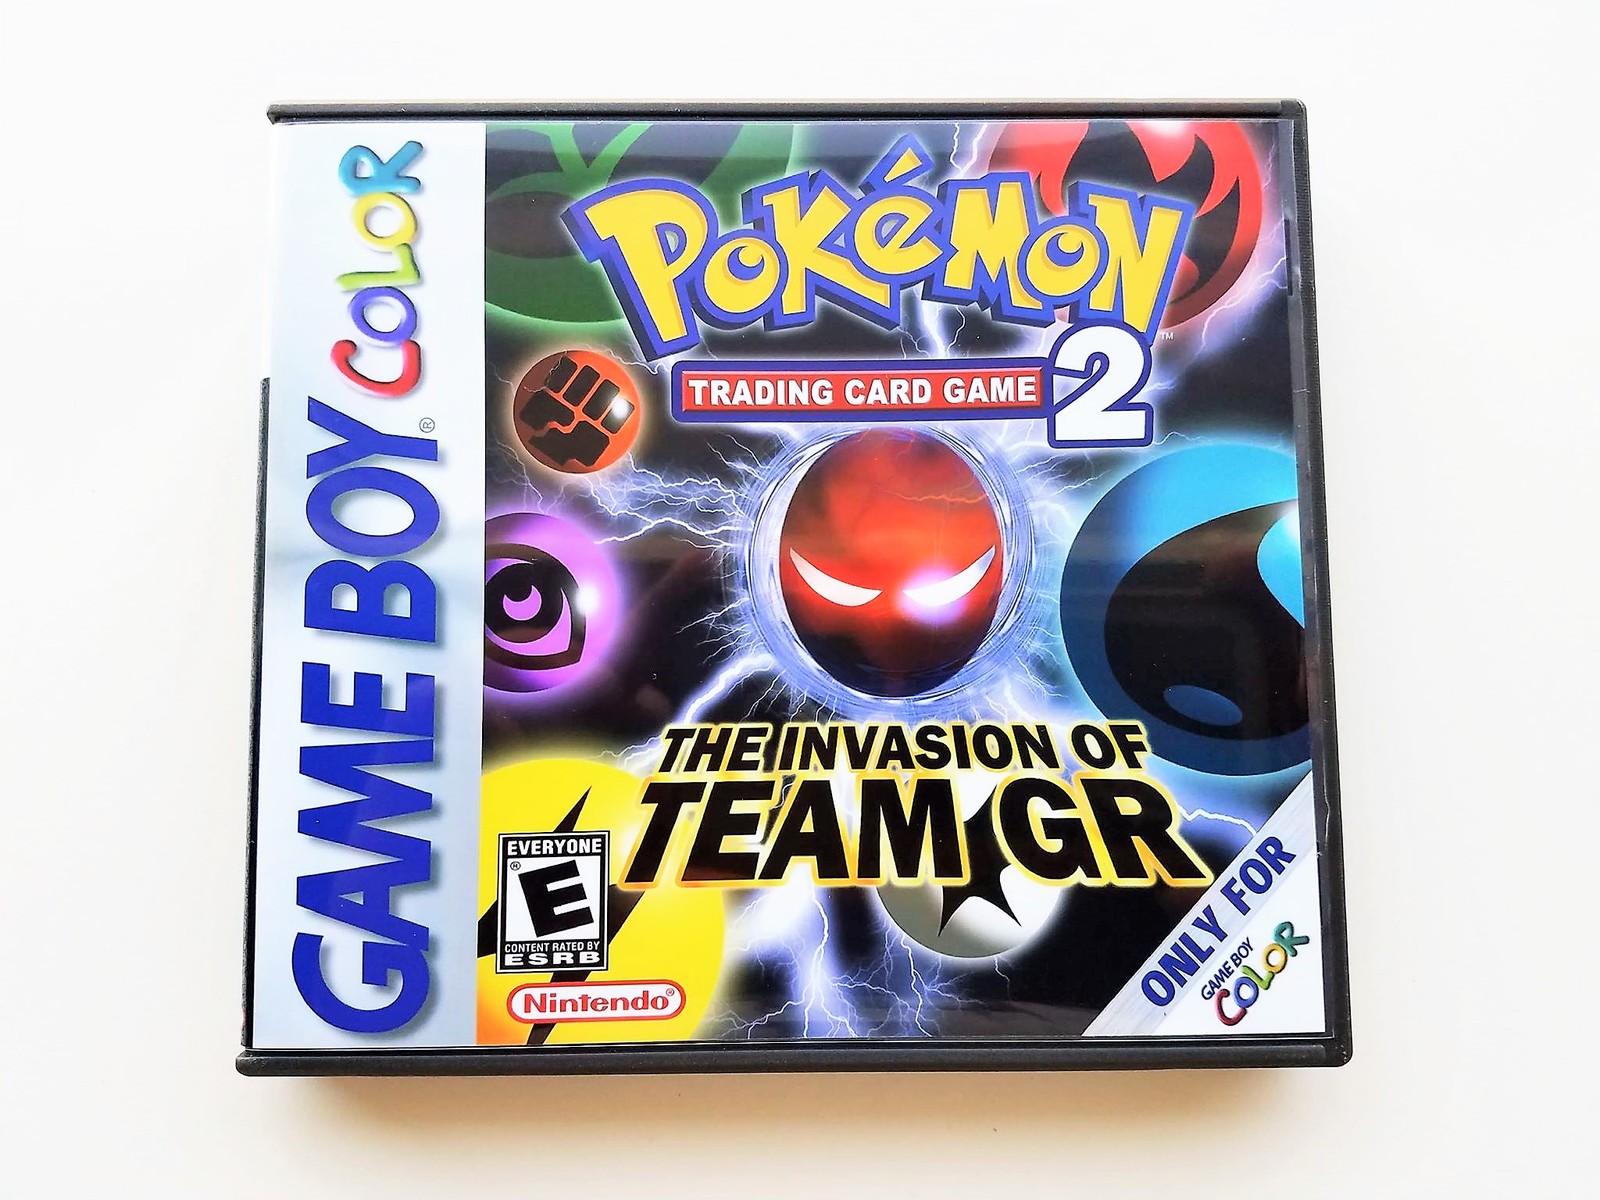 GAME BOY COLOR
®
POKéMON
™
TRADING CARD GAME 2
THE INVASION OF
TEAM GR
EVERYONE
E
®
CONTENT RATED BY
ESRB
Nintendo®
ONLY FOR
GAME BOY
COLOR